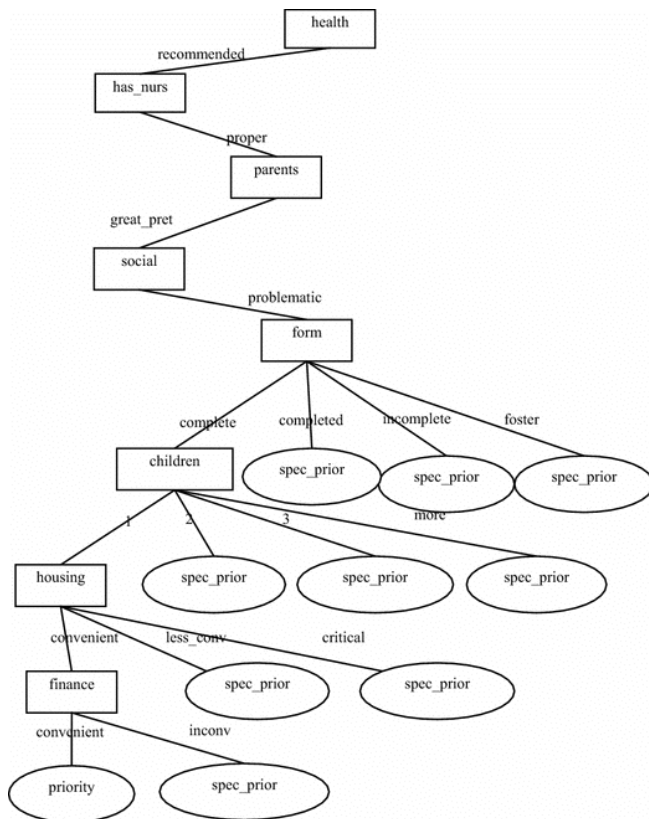 health
recommended
has_nurs
proper
parents
great_pret
social
problematic
form
complete completed incomplete foster
children spec_prior spec_prior spec_prior
1 2 3 more
housing spec_prior spec_prior spec_prior
convenient less_conv critical
finance spec_prior spec_prior
convenient inconv
priority spec_prior